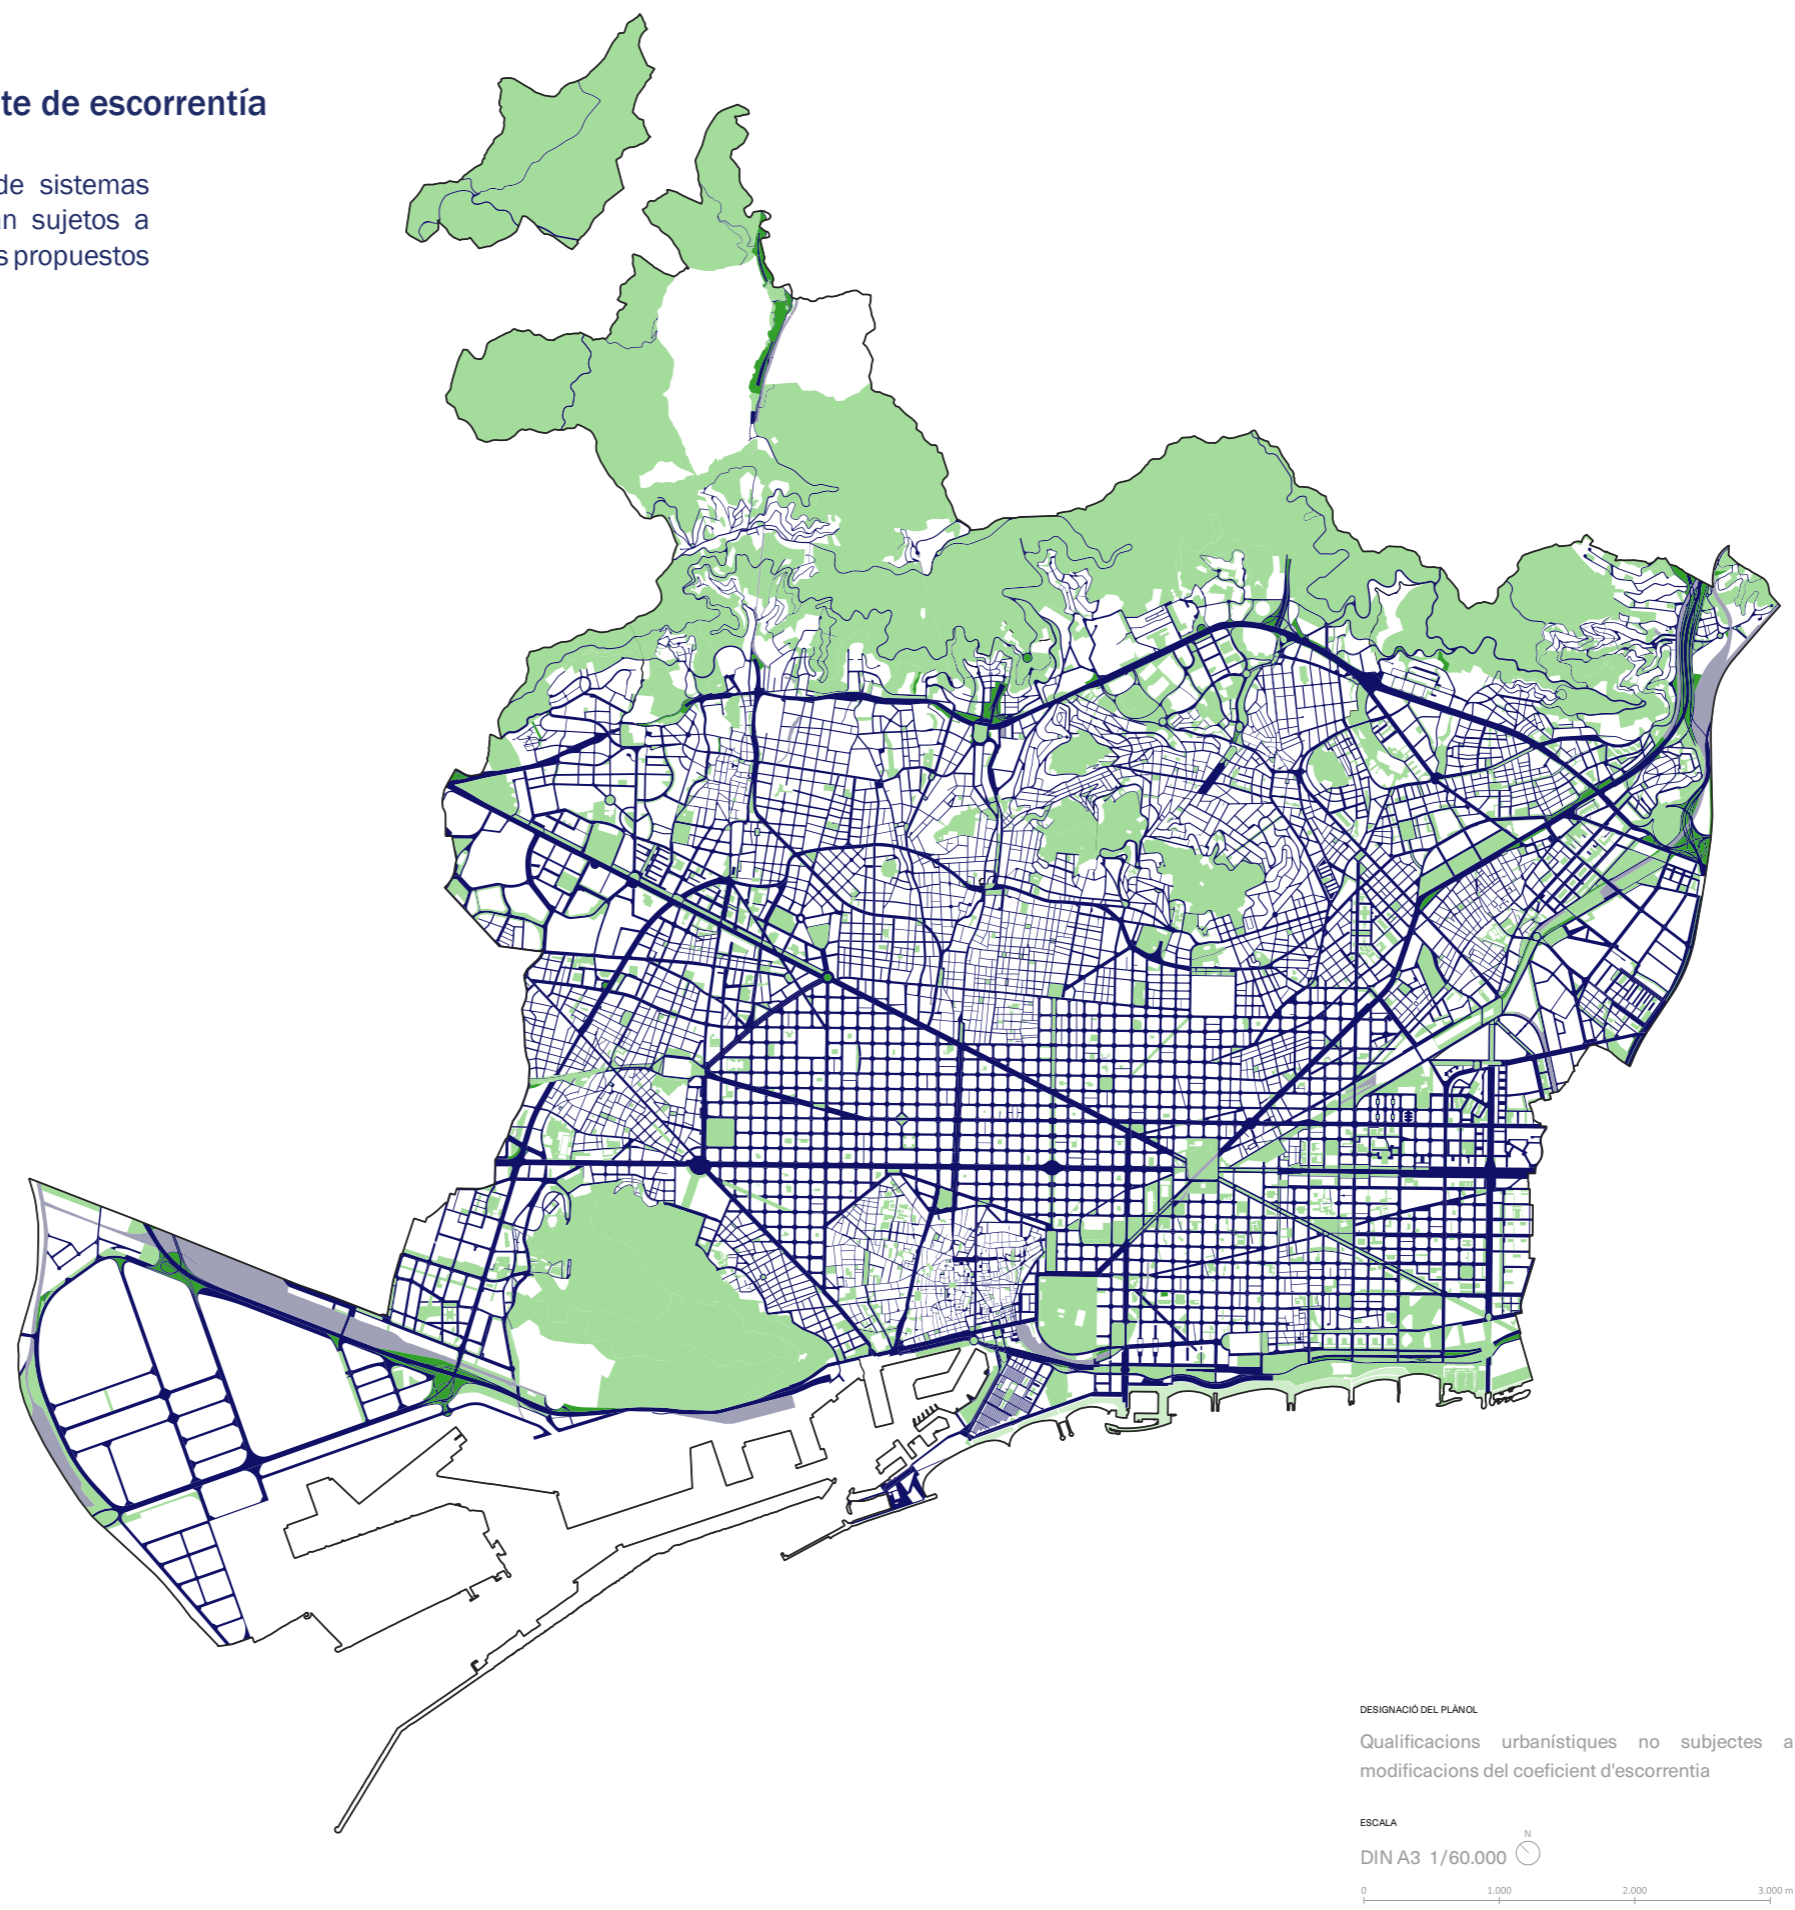 te de escorrentía
de sistemas
n sujetos a
s propuestos
DESIGNACIÓ DEL PLÀNOL
Qualificacions urbanístiques no subjectes a
modificacions del coeficient d'escorrentia
ESCALA
N
DIN A3 1/60.000
0 1.000 2.000 3.000 m